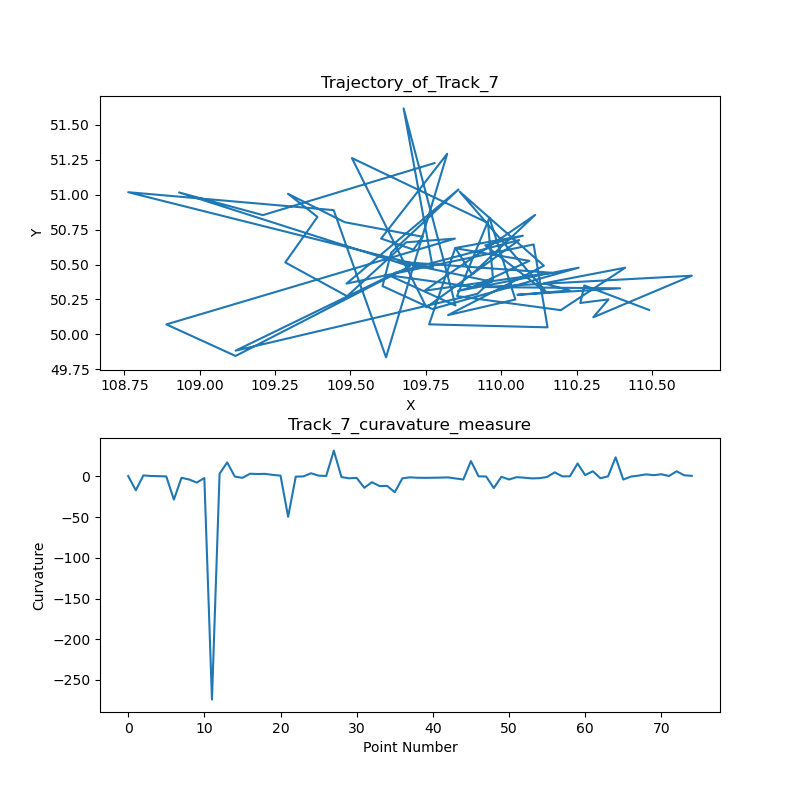 Trajectory_of_Track_7
51.50
51.25
51.00
50.75
50.50
50.25
50.00
49.75
Y
108.75 109.00 109.25 109.50 109.75 110.00 110.25 110.50
X
Track_7_curavature_measure
0
−50
−100
−150
−200
−250
Curvature
0 10 20 30 40 50 60 70
Point Number